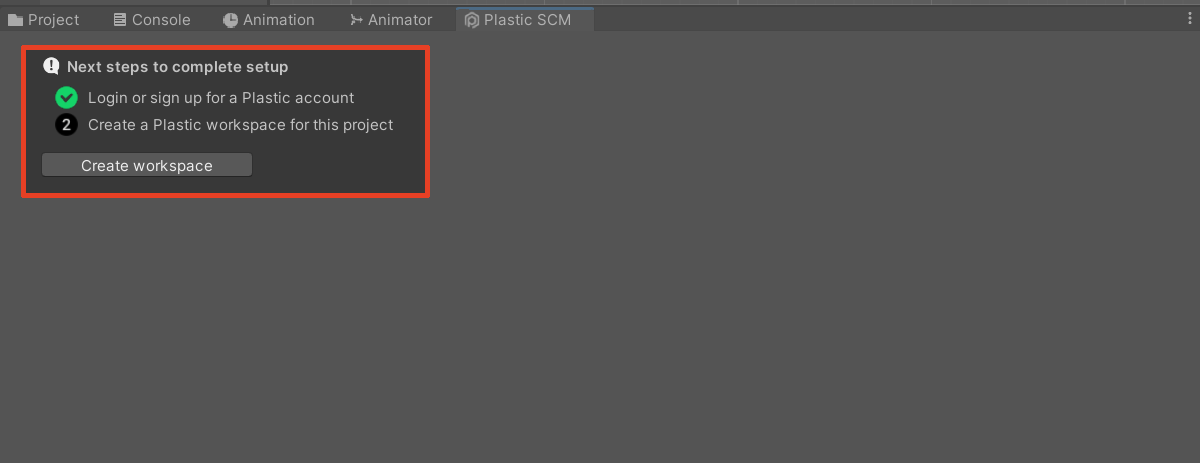 Project Console Animation Animator Plastic SCM
Next steps to complete setup
Login or sign up for a Plastic account
2 Create a Plastic workspace for this project
Create workspace